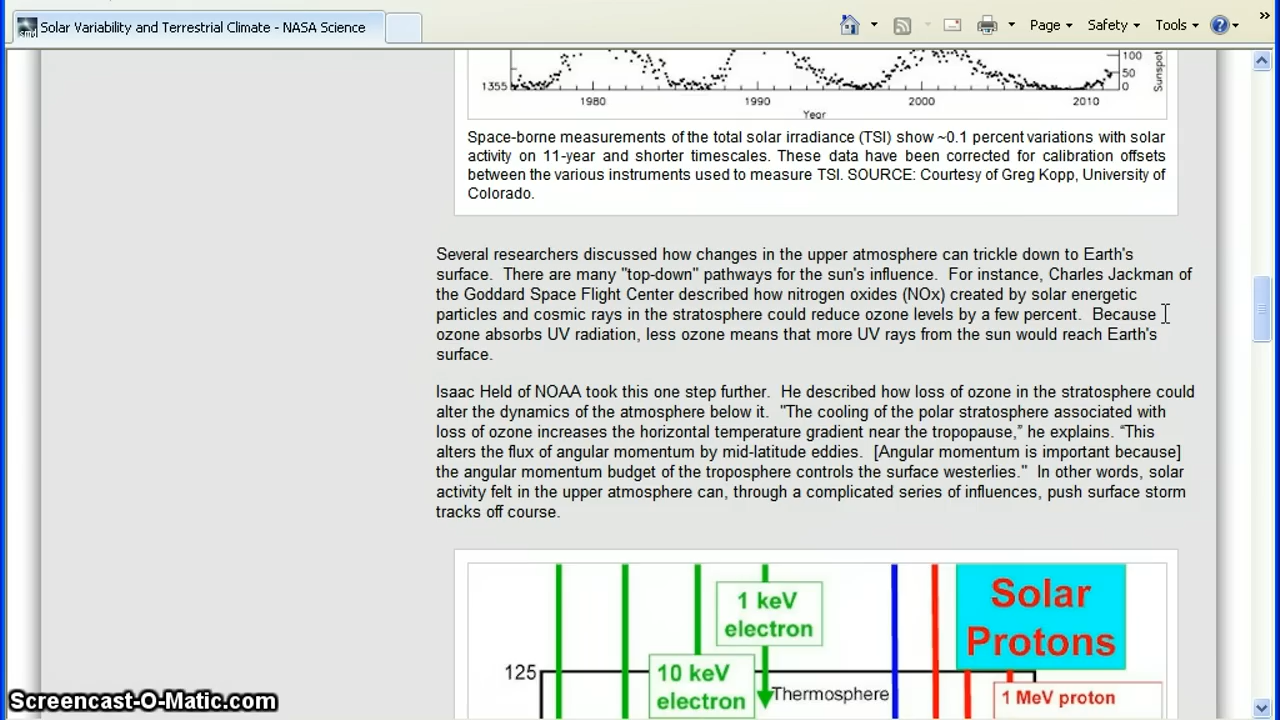 Solar Variability and Terrestrial Climate - NASA Science
Page
Safety
Tools
»
1355
1980
1990
2000
2010
100
50
0
Sunspot
Year
Space-borne measurements of the total solar irradiance (TSI) show ~0.1 percent variations with solar
activity on 11-year and shorter timescales. These data have been corrected for calibration offsets
between the various instruments used to measure TSI. SOURCE: Courtesy of Greg Kopp, University of
Colorado.
Several researchers discussed how changes in the upper atmosphere can trickle down to Earth's
surface.  There are many "top-down" pathways for the sun's influence.  For instance, Charles Jackman of
the Goddard Space Flight Center described how nitrogen oxides (NOx) created by solar energetic
particles and cosmic rays in the stratosphere could reduce ozone levels by a few percent.  Because
ozone absorbs UV radiation, less ozone means that more UV rays from the sun would reach Earth's
surface.
Isaac Held of NOAA took this one step further.  He described how loss of ozone in the stratosphere could
alter the dynamics of the atmosphere below it.  "The cooling of the polar stratosphere associated with
loss of ozone increases the horizontal temperature gradient near the tropopause,” he explains. “This
alters the flux of angular momentum by mid-latitude eddies.  [Angular momentum is important because]
the angular momentum budget of the troposphere controls the surface westerlies."  In other words, solar
activity felt in the upper atmosphere can, through a complicated series of influences, push surface storm
tracks off course.
1 keV
electron
Solar
Protons
125
10 keV
electron
Thermosphere
1 MeV proton
Screencast-O-Matic.com